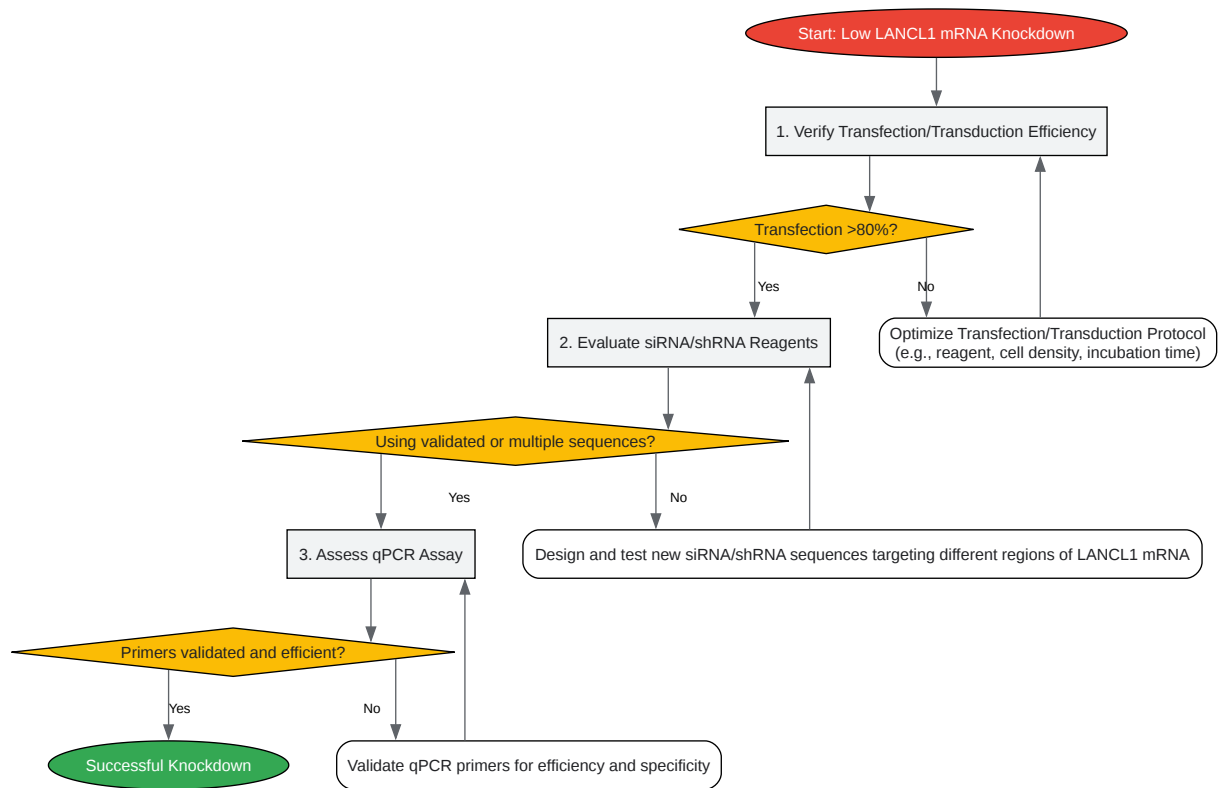 Start: Low LANCL1 mRNA Knockdown
1. Verify Transfection/Transduction Efficiency
Transfection >80%?
Yes
No
2. Evaluate siRNA/shRNA Reagents
Optimize Transfection/Transduction Protocol
(e.g., reagent, cell density, incubation time)
Using validated or multiple sequences?
Yes
No
3. Assess qPCR Assay
Design and test new siRNA/shRNA sequences targeting different regions of LANCL1 mRNA
Primers validated and efficient?
Yes
No
Successful Knockdown
Validate qPCR primers for efficiency and specificity